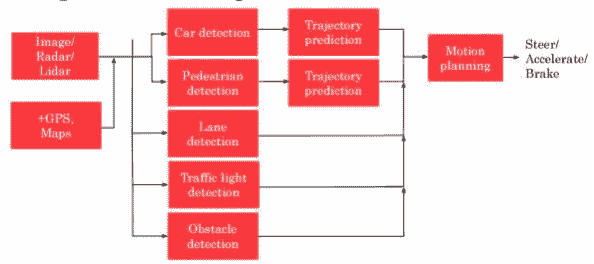 Image/
Radar/
Lidar
+GPS,
Maps
Car detection
Trajectory
prediction
Pedestrian
detection
Trajectory
prediction
Lane
detection
Traffic light
detection
Obstacle
detection
Motion
planning
Steer/
Accelerate/
Brake